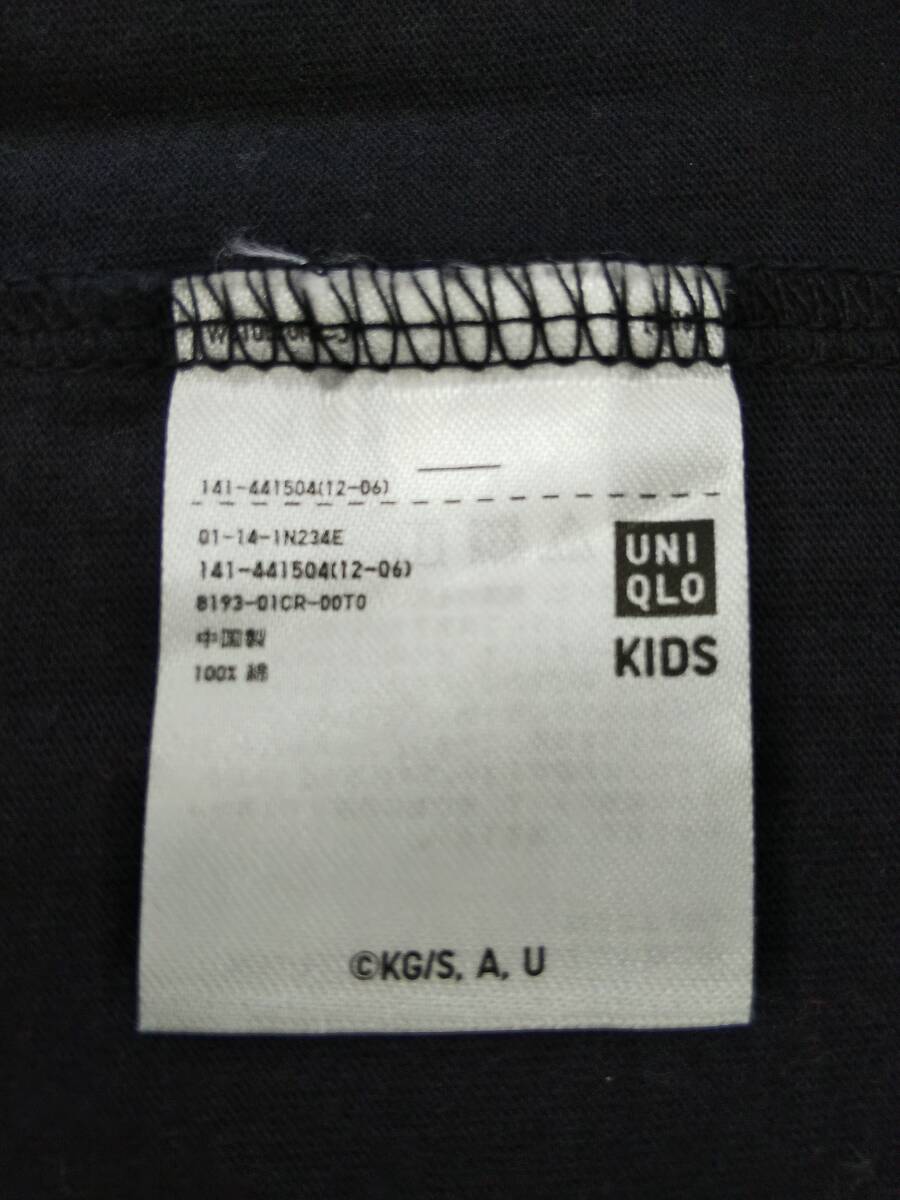 141-441504(12-06)
01-14-1N234E
141-441504(12-06)
8193-01CR-00T0
中国製
100% 綿
UNI
QLO
KIDS
©KG/S, A, U